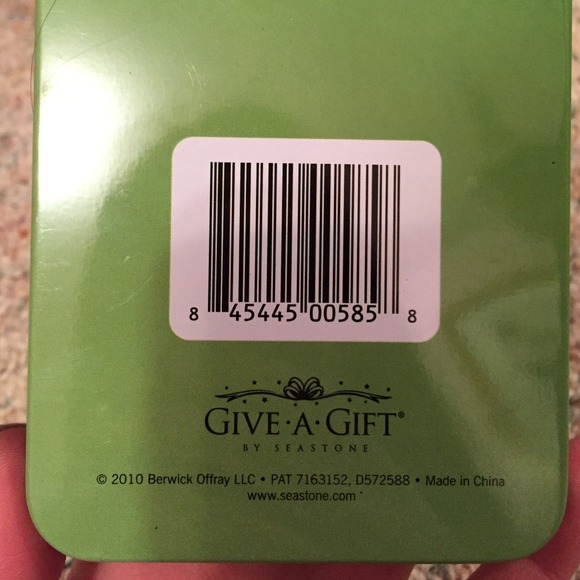 8 45445 00585 8
GIVE·A·GIFT®
BY SEASTONE
© 2010 Berwick Offray LLC • PAT 7163152, D572588 • Made in China
www.seastone.com